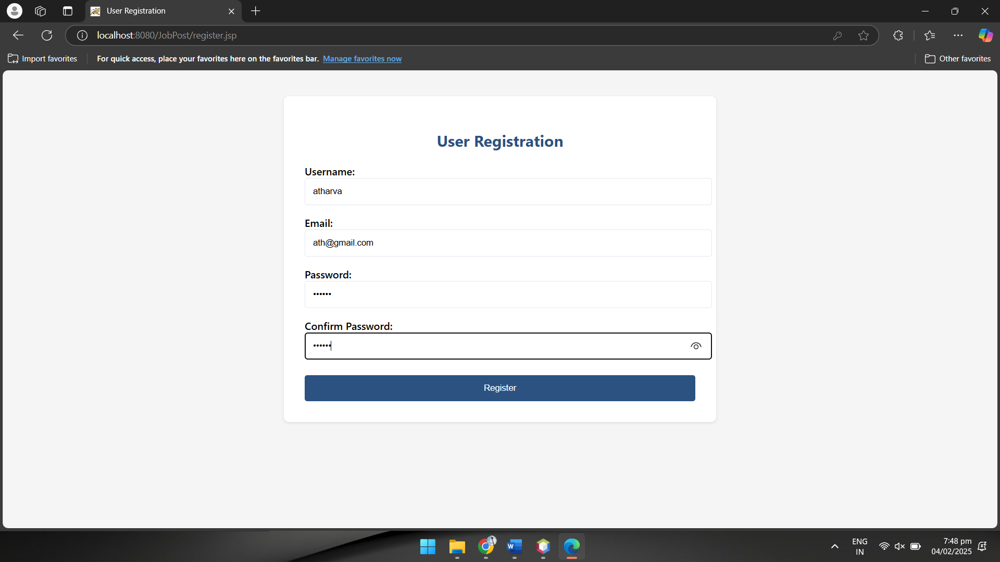 User Registration
localhost:8080/JobPost/register.jsp
Import favorites
For quick access, place your favorites here on the favorites bar. Manage favorites now
Other favorites
User Registration
Username:
atharva
Email:
ath@gmail.com
Password:
••••••
Confirm Password:
••••••
Register
W
ENG
IN
7:48 pm
04/02/2025